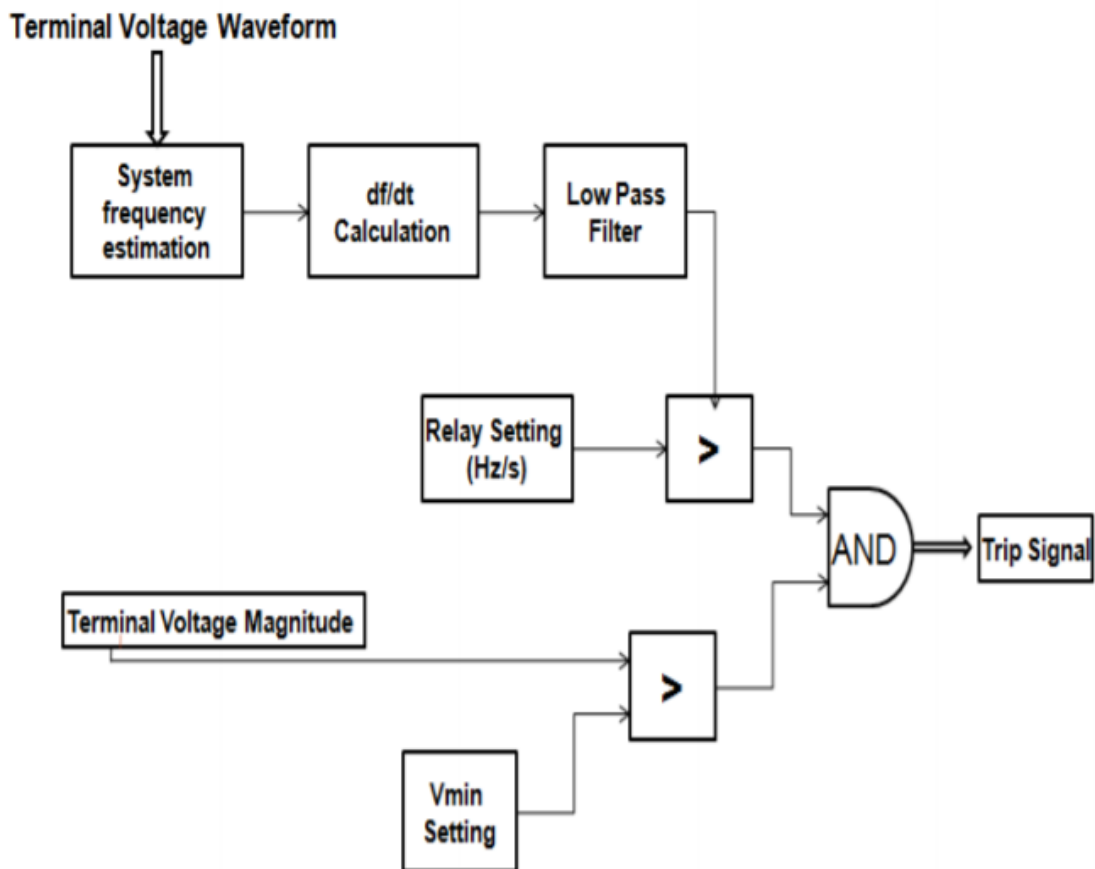 Terminal Voltage Waveform
System
frequency
estimation
df/dt
Calculation
Low Pass
Filter
Relay Setting
(Hz/s)
>
AND
Trip Signal
Terminal Voltage Magnitude
>
Vmin
Setting